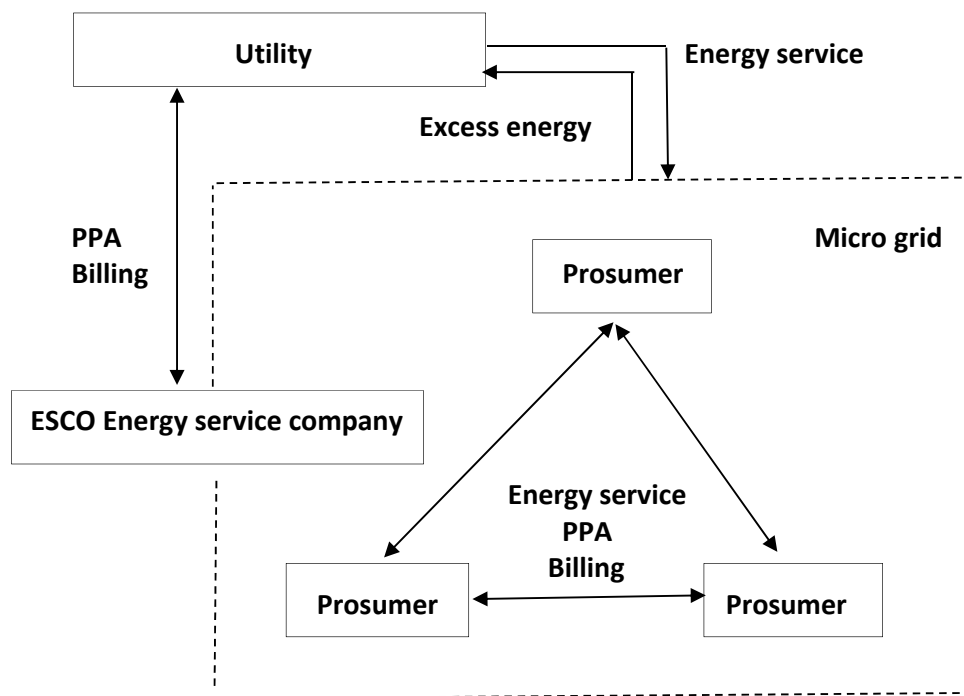 Utility
Energy service
Excess energy
PPA
Billing
Micro grid
Prosumer
ESCO Energy service company
Energy service
PPA
Billing
Prosumer
Prosumer